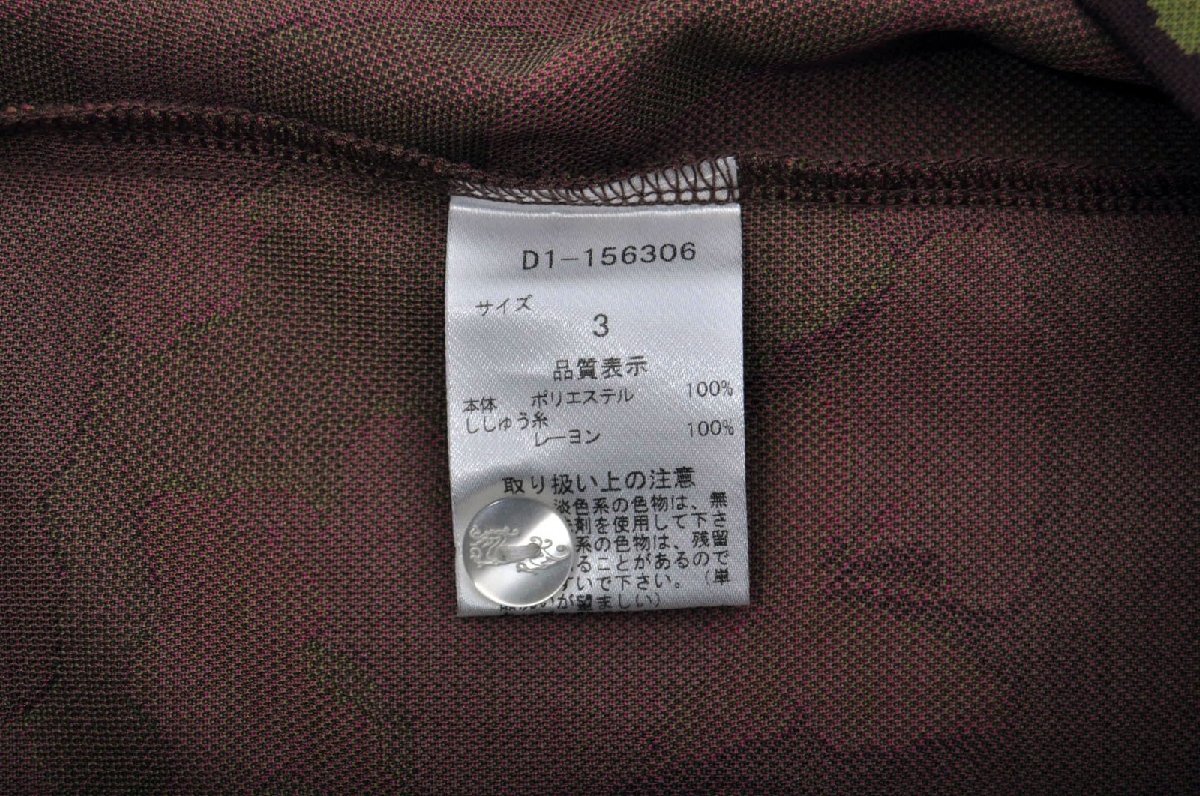 D1-156306
サイズ
3
品質表示
本体 ポリエステル 100%
ししゅう糸
レーヨン 100%
取り扱い上の注意
淡色系の色物は、無
剤を使用して下さ
系の色物は、残留
ることがあるので
いで下さい。(単
いが望ましい)